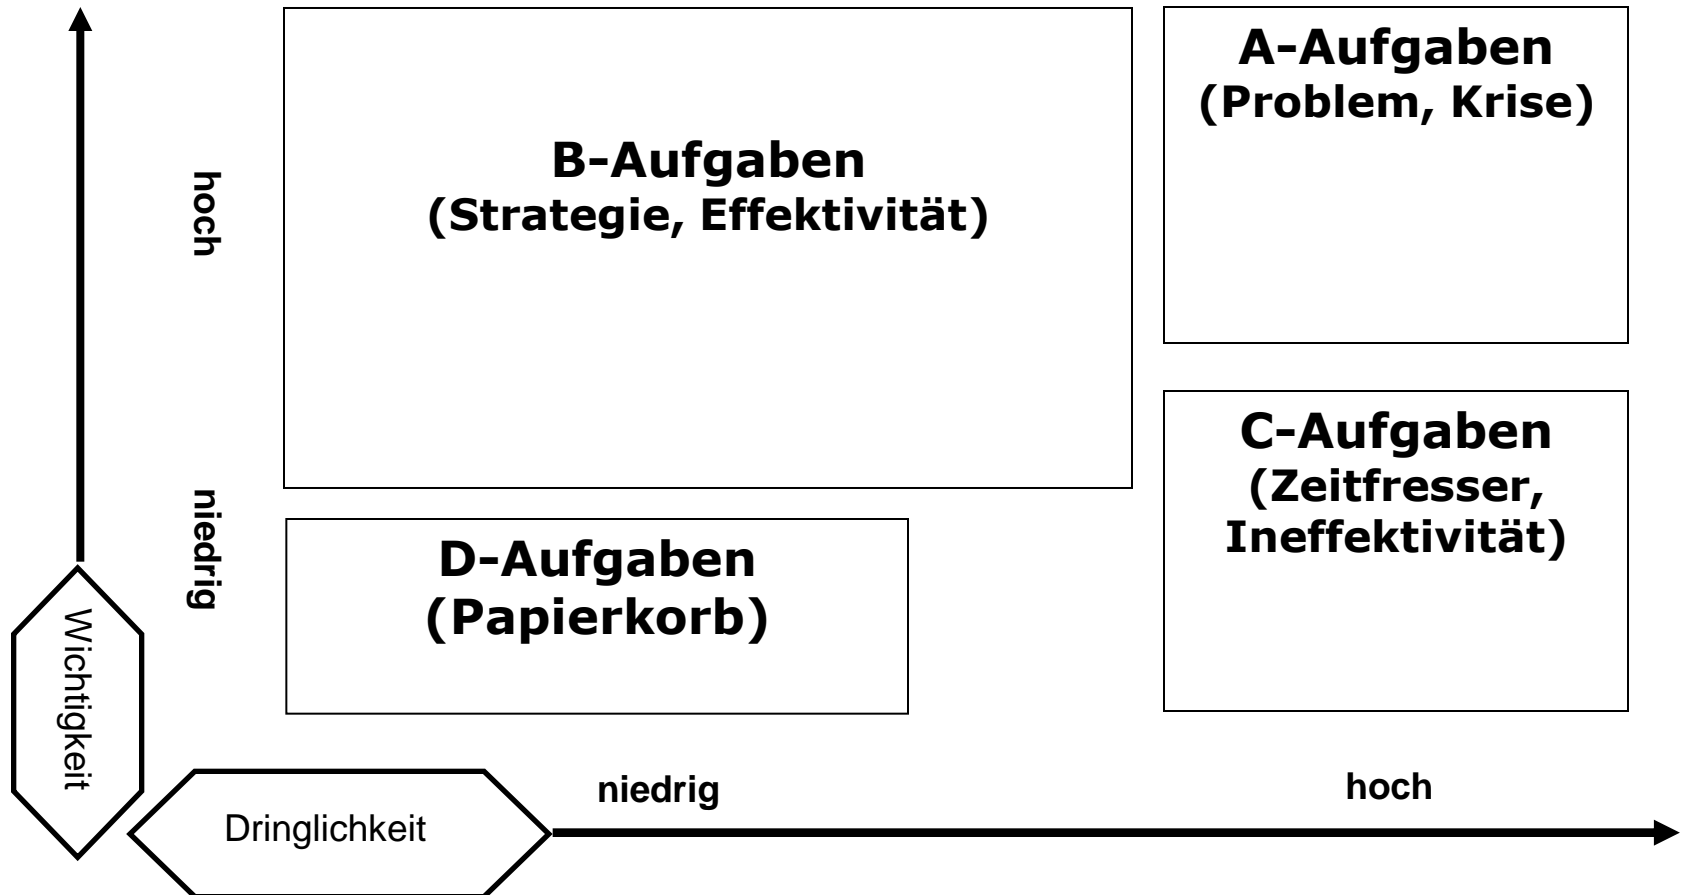 hoch
B-Aufgaben
(Strategie, Effektivität)
A-Aufgaben
(Problem, Krise)
niedrig
D-Aufgaben
(Papierkorb)
C-Aufgaben
(Zeitfresser,
Ineffektivität)
Wichtigkeit
Dringlichkeit
niedrig
hoch